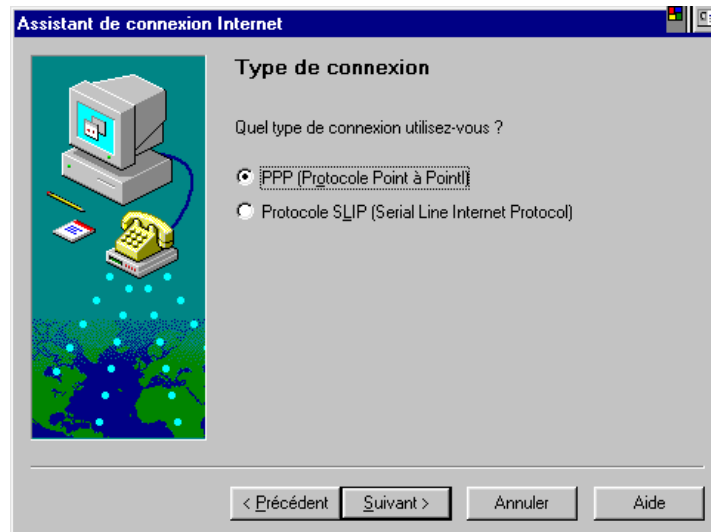 Assistant de connexion Internet
Type de connexion
Quel type de connexion utilisez-vous ?
PPP (Protocole Point à Pointl)
Protocole SLIP (Serial Line Internet Protocol)
< Précédent
Suivant >
Annuler
Aide